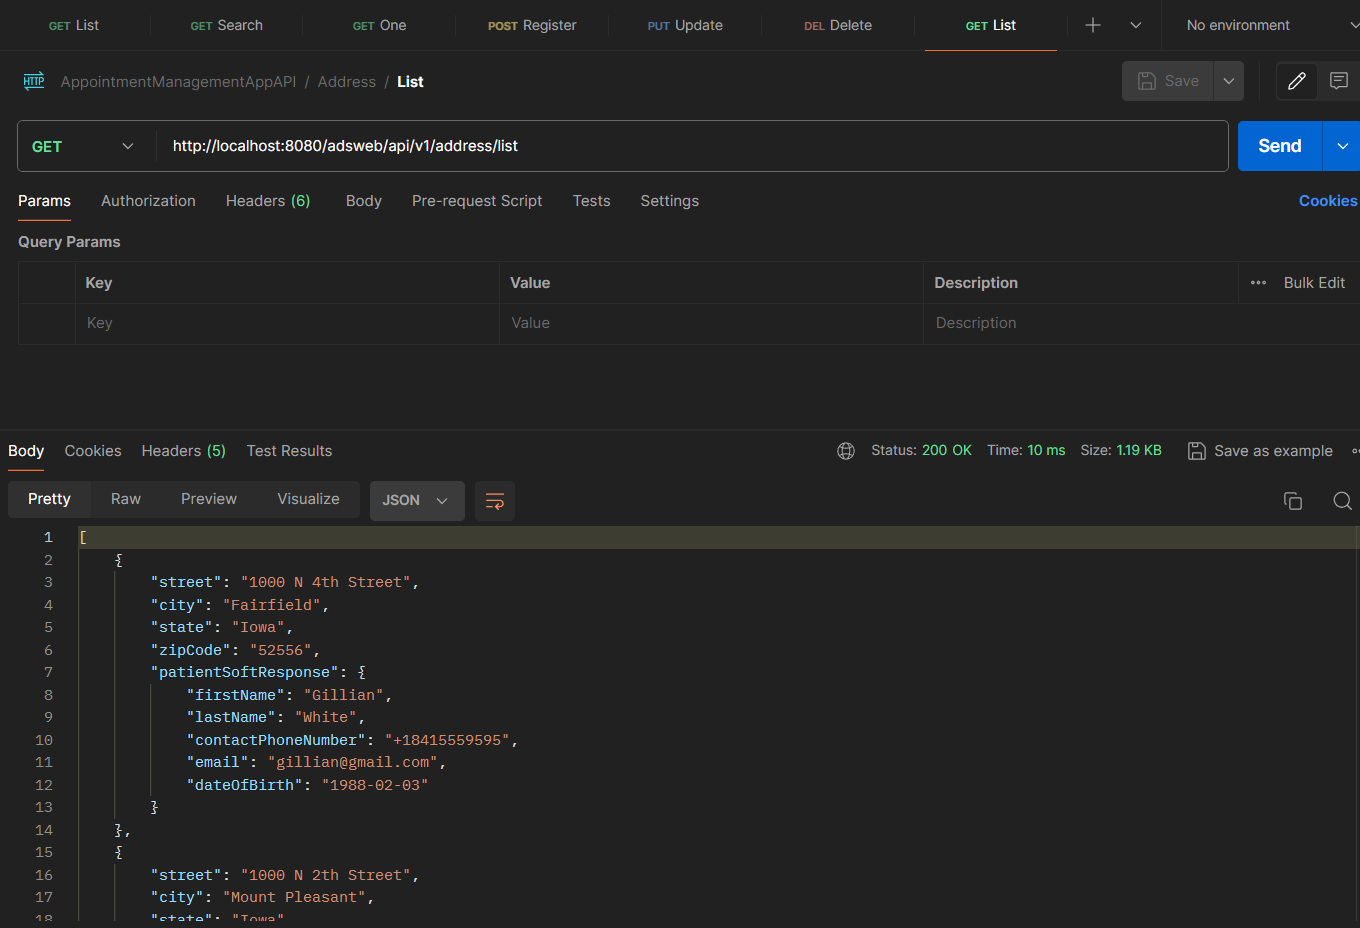 GET List GET Search GET One POST Register PUT Update DEL Delete GET List No environment
HTTP AppointmentManagementAppAPI / Address / List Save
GET http://localhost:8080/adsweb/api/v1/address/list Send
Params Authorization Headers (6) Body Pre-request Script Tests Settings Cookies
Query Params
Key Value Description Bulk Edit
Key Value Description
Body Cookies Headers (5) Test Results Status: 200 OK Time: 10 ms Size: 1.19 KB Save as example
Pretty Raw Preview Visualize JSON
1 [
2 {
3 "street": "1000 N 4th Street",
4 "city": "Fairfield",
5 "state": "Iowa",
6 "zipCode": "52556",
7 "patientSoftResponse": {
8 "firstName": "Gillian",
9 "lastName": "White",
10 "contactPhoneNumber": "+18415559595",
11 "email": "gillian@gmail.com",
12 "dateOfBirth": "1988-02-03"
13 }
14 },
15 {
16 "street": "1000 N 2th Street",
17 "city": "Mount Pleasant",
18 "state": "Iowa"